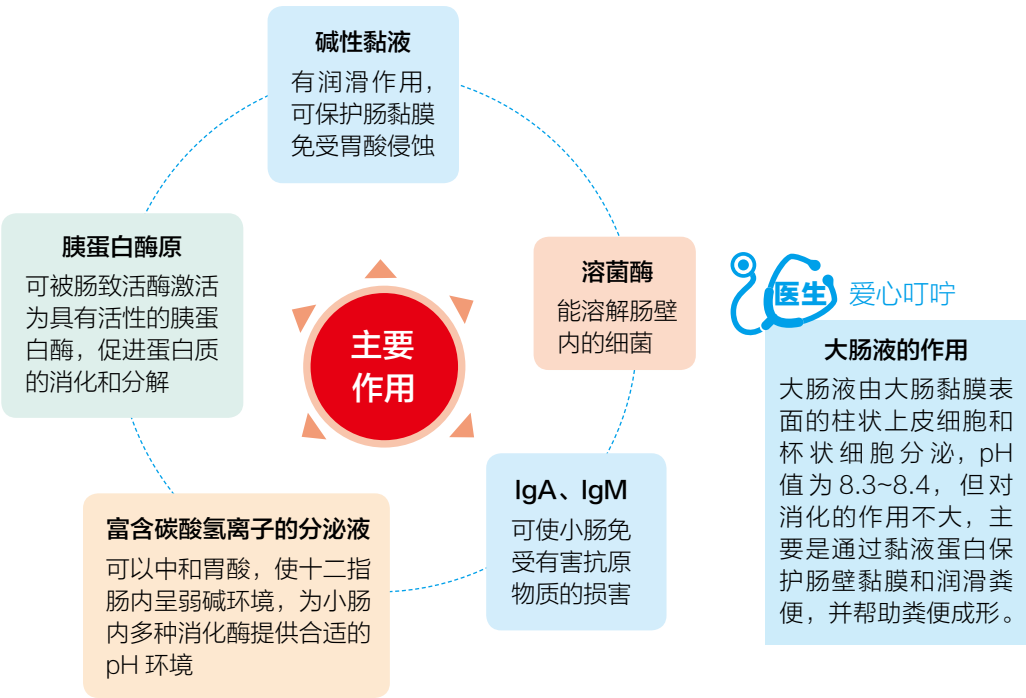 碱性黏液
有润滑作用，
可保护肠黏膜
免受胃酸侵蚀
胰蛋白酶原
可被肠致活酶激活
为具有活性的胰蛋
白酶，促进蛋白质
的消化和分解
主要
作用
溶菌酶
能溶解肠壁
内的细菌
IgA、IgM
可使小肠免
受有害抗原
物质的损害
富含碳酸氢离子的分泌液
可以中和胃酸，使十二指
肠内呈弱碱环境，为小肠
内多种消化酶提供合适的
pH 环境
医生 爱心叮咛
大肠液的作用
大肠液由大肠黏膜表
面的柱状上皮细胞和
杯状细胞分泌，pH
值为 8.3~8.4，但对
消化的作用不大，主
要是通过黏液蛋白保
护肠壁黏膜和润滑粪
便，并帮助粪便成形。